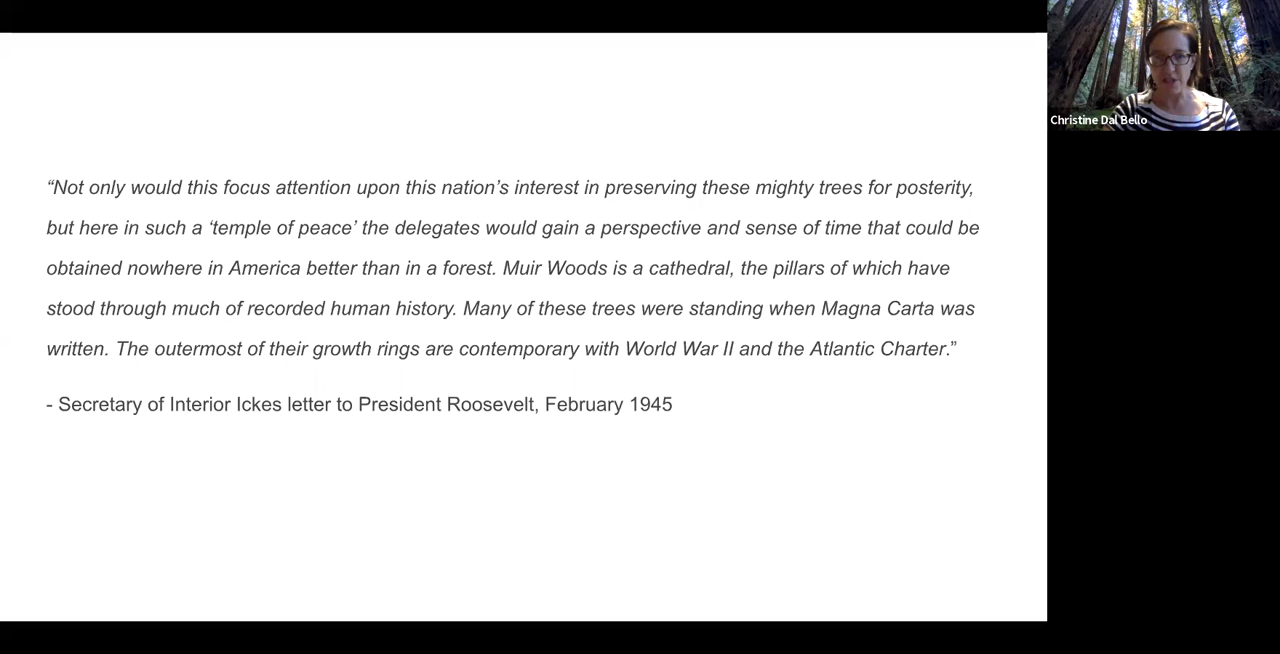 “Not only would this focus attention upon this nation’s interest in preserving these mighty trees for posterity,
but here in such a ‘temple of peace’ the delegates would gain a perspective and sense of time that could be
obtained nowhere in America better than in a forest. Muir Woods is a cathedral, the pillars of which have
stood through much of recorded human history. Many of these trees were standing when Magna Carta was
written. The outermost of their growth rings are contemporary with World War II and the Atlantic Charter.”
- Secretary of Interior Ickes letter to President Roosevelt, February 1945
Christine Dal Bello